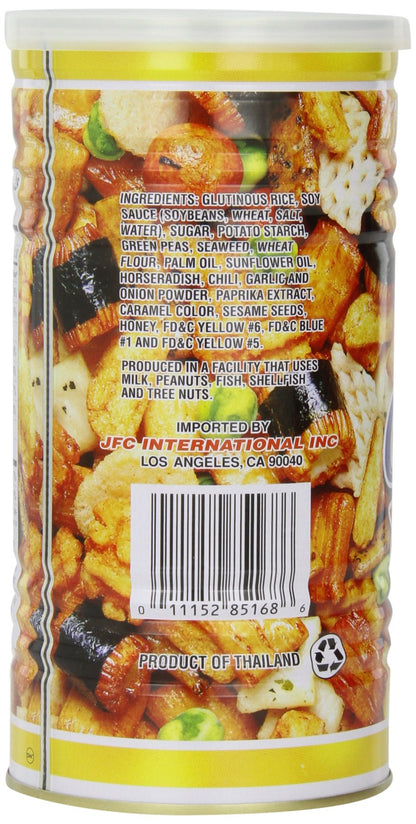 INGREDIENTS: GLUTINOUS RICE, SOY
SAUCE (SOYBEANS, WHEAT, SALT,
WATER), SUGAR, POTATO STARCH,
GREEN PEAS, SEAWEED, WHEAT
FLOUR, PALM OIL, SUNFLOWER OIL,
HORSERADISH, CHILI, GARLIC AND
ONION POWDER, PAPRIKA EXTRACT,
CARAMEL COLOR, SESAME SEEDS,
HONEY, FD&C YELLOW #6, FD&C BLUE
#1 AND FD&C YELLOW #5.
PRODUCED IN A FACILITY THAT USES
MILK, PEANUTS, FISH, SHELLFISH
AND TREE NUTS.
IMPORTED BY
JFC INTERNATIONAL INC
LOS ANGELES, CA 90040
0 11152 85168 6
PRODUCT OF THAILAND